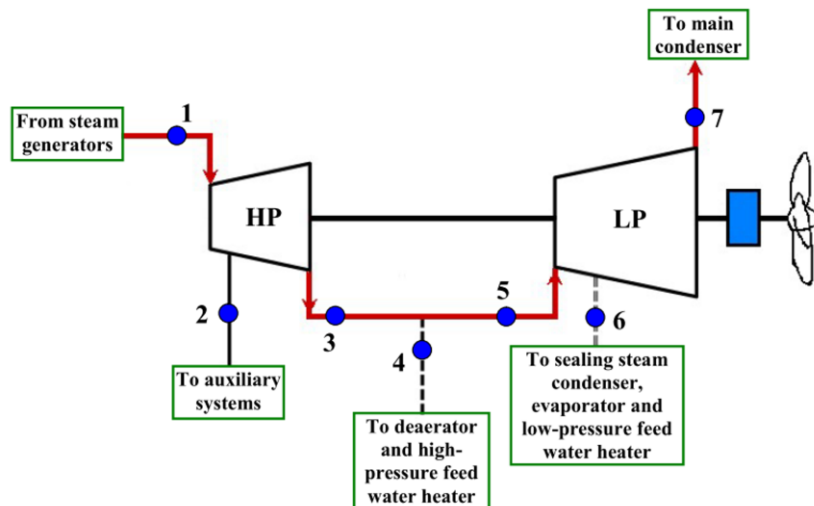 To main
condenser
From steam
generators
1
7
HP
LP
2
3
4
5
6
To auxiliary
systems
To deaerator
and high-
pressure feed
water heater
To sealing steam
condenser,
evaporator and
low-pressure feed
water heater